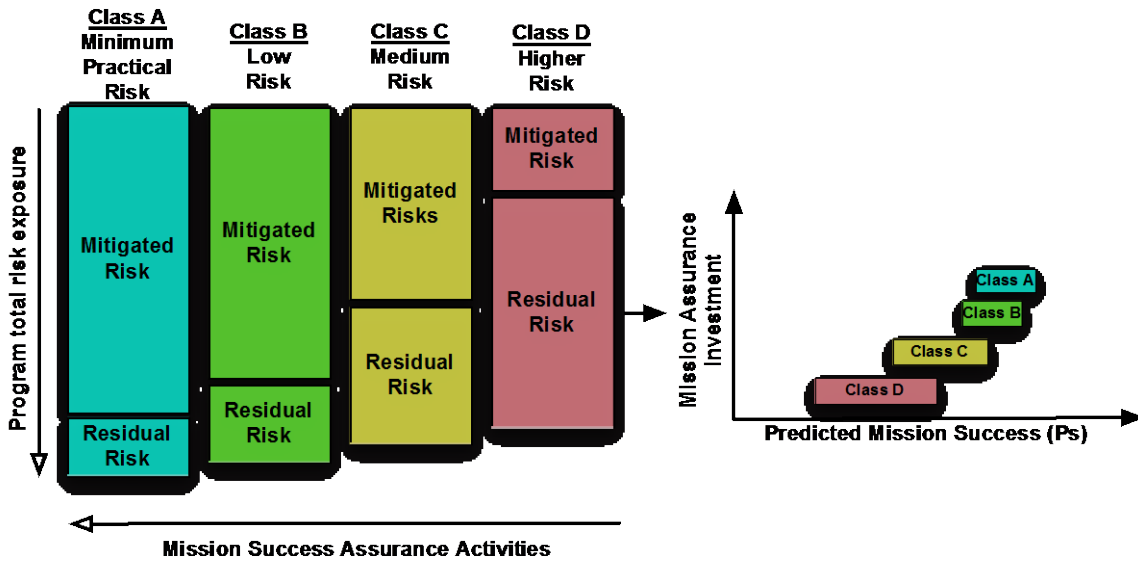 Class A
Minimum
Practical
Risk
Class B
Low
Risk
Class C
Medium
Risk
Class D
Higher
Risk
Program total risk exposure
Mitigated
Risk
Residual
Risk
Mitigated
Risk
Residual
Risk
Mitigated
Risks
Residual
Risk
Mitigated
Risk
Residual
Risk
Mission Success Assurance Activities
Mission Assurance
Investment
Class A
Class B
Class C
Class D
Predicted Mission Success (Ps)